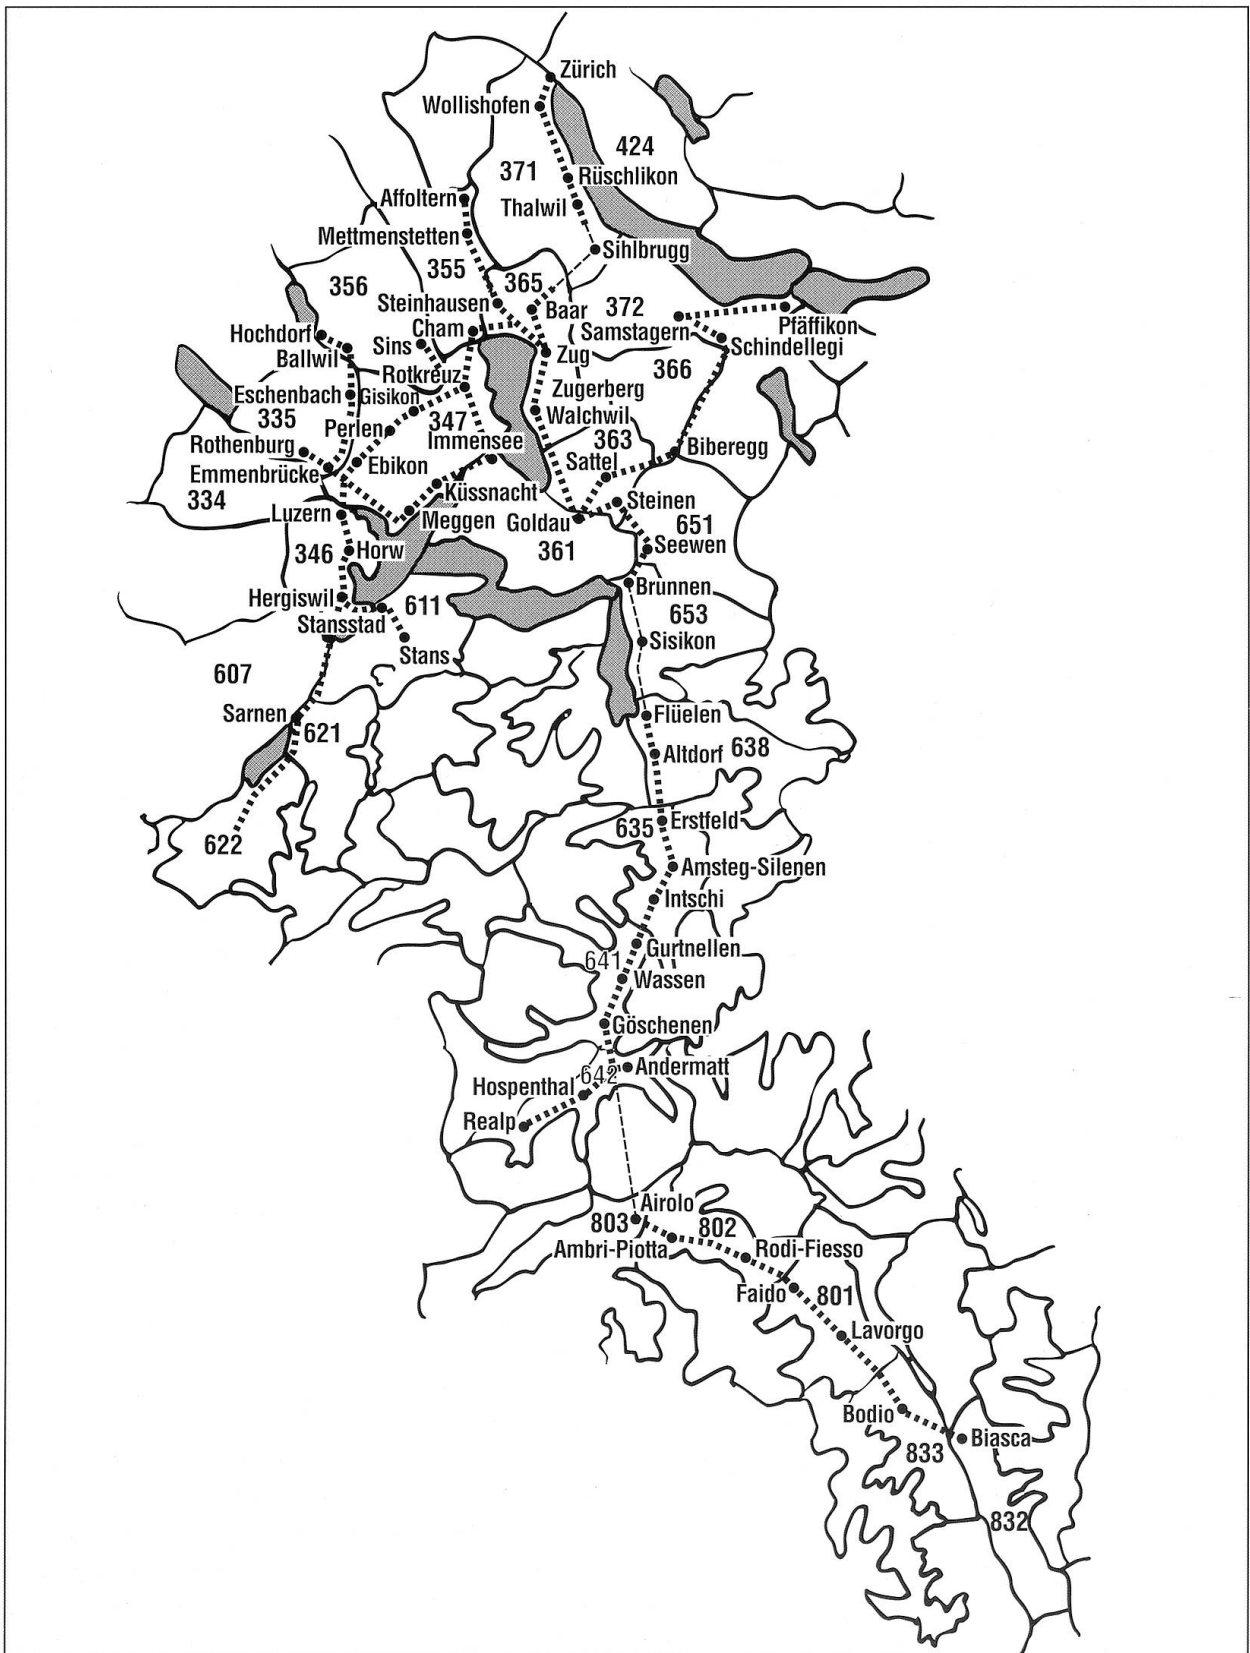 Zürich
Wollishofen
424
371
Rüschlikon
Affoltern
Thalwil
Mettmenstetten
Sihlbrugg
355
356
365
Steinhausen
Baar
372
Hochdorf
Cham
Samstagern
Pfäffikon
Ballwil
Sins
Zug
Schindellegi
Rotkreuz
366
Eschenbach
Gisikon
Zugerberg
335
347
Walchwil
Perlen
Rothenburg
Immensee
363
Biberegg
Emmenbrücke
Ebikon
Sattel
334
Küssnacht
Steinen
Luzern
Meggen
Goldau
651
346
Horw
361
Seewen
Brunnen
Hergiswil
611
653
Stansstad
Sisikon
Stans
607
Sarnen
Flüelen
621
Altdorf
638
622
635
Erstfeld
Amsteg-Silenen
Intschi
Gurtnellen
641
Wassen
Göschenen
Andermatt
642
Hospenthal
Realp
Airolo
803
802
Ambri-Piotta
Rodi-Fiesso
Faido
801
Lavorgo
Bodio
Biasca
833
832